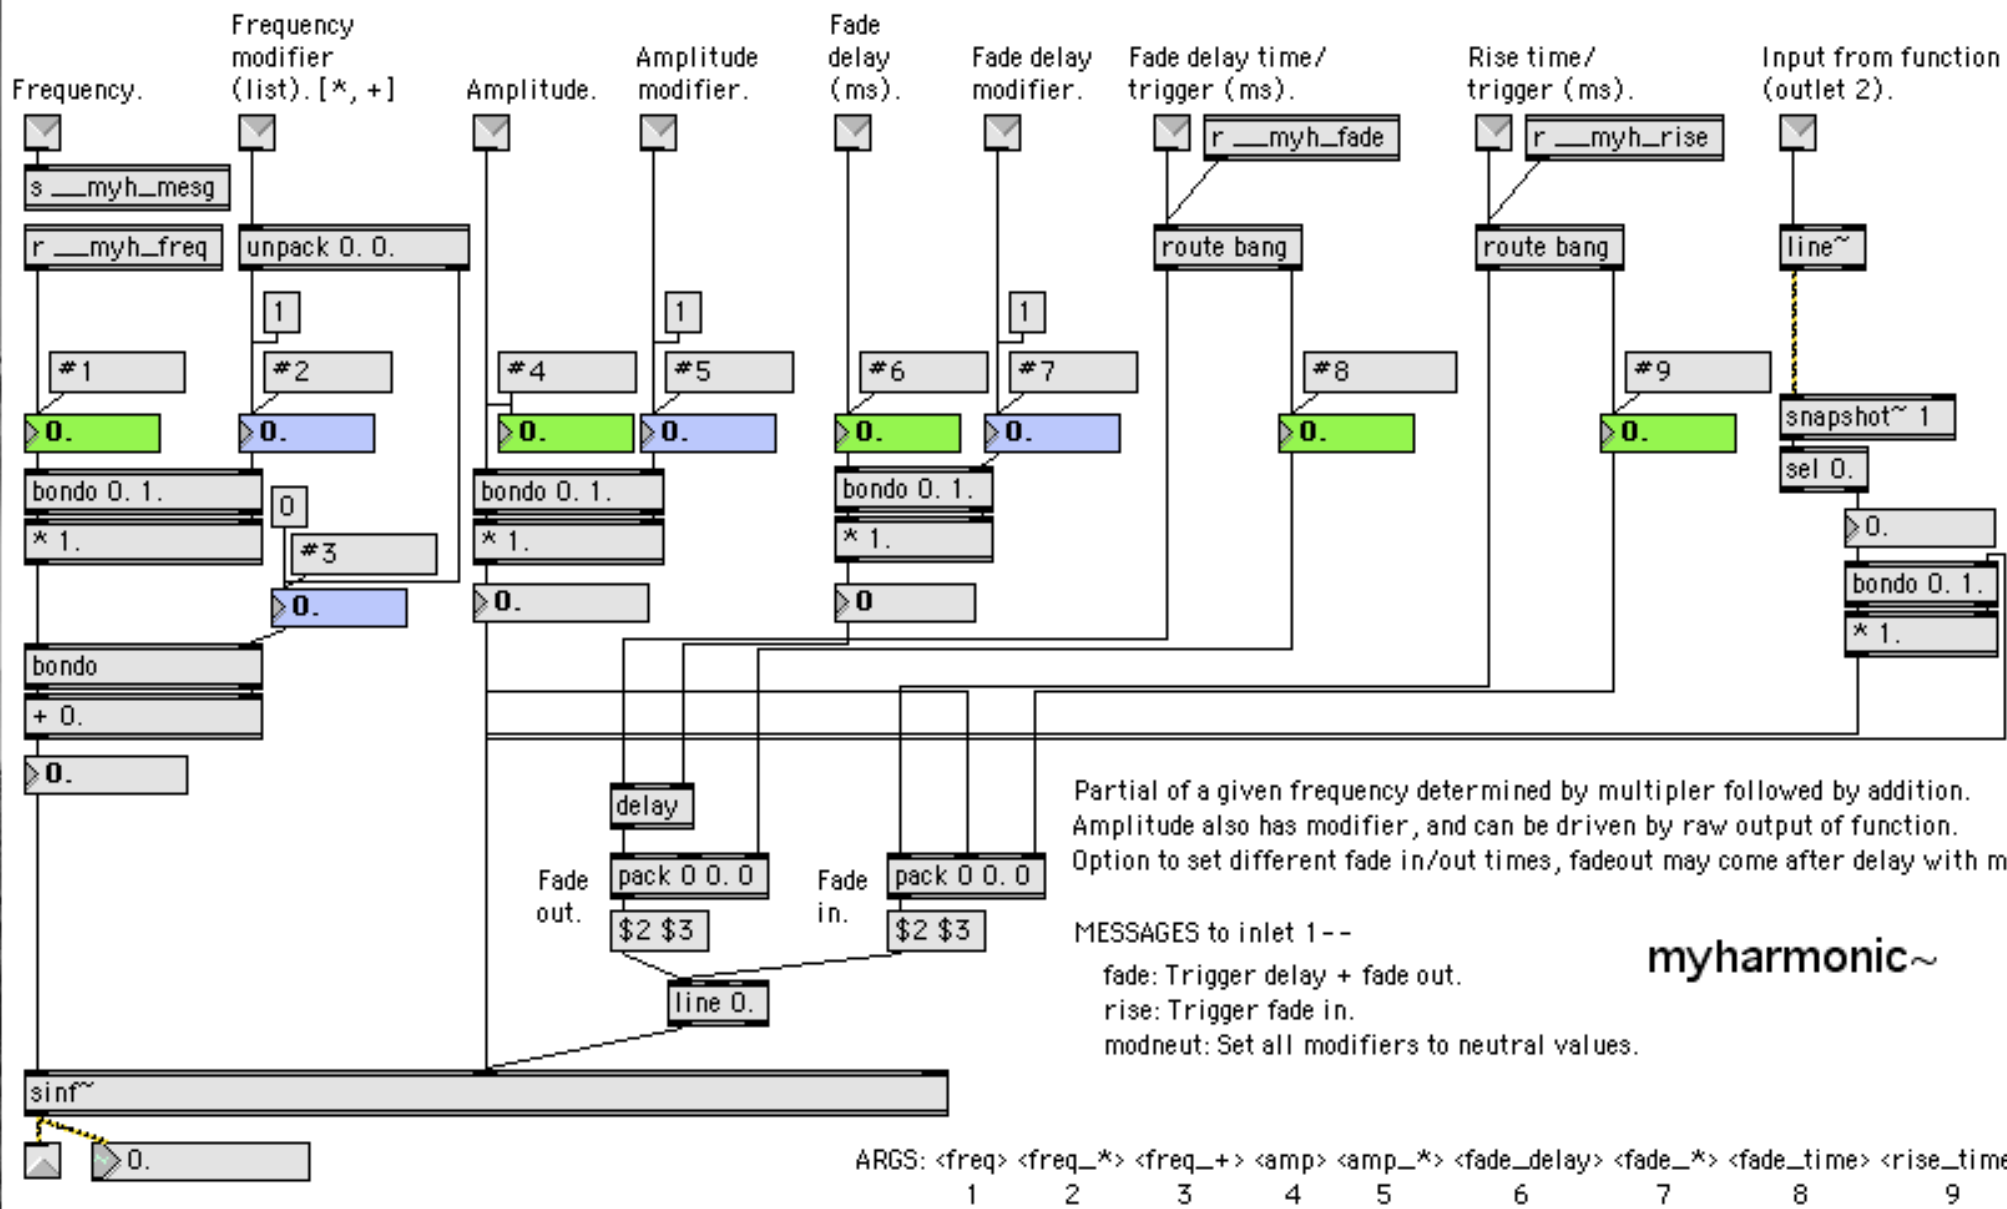 Frequency.
Frequency
modifier
(list). [*, +]
Amplitude.
Amplitude
modifier.
Fade
delay
(ms).
Fade delay
modifier.
Fade delay time/
trigger (ms).
Rise time/
trigger (ms).
Input from function
(outlet 2).
s __myh_mesg
r __myh_fade
r __myh_rise
r __myh_freq
unpack 0. 0.
route bang
route bang
line~
1
1
1
#1
#2
#4
#5
#6
#7
#8
#9
0.
0.
0.
0.
0.
0.
0.
0.
snapshot~ 1
sel 0.
bondo 0. 1.
bondo 0. 1.
bondo 0. 1.
0
* 1.
* 1.
* 1.
0.
#3
bondo 0. 1.
0.
0.
0
* 1.
bondo
+ 0.
0.
delay
Partial of a given frequency determined by multipler followed by addition.
Amplitude also has modifier, and can be driven by raw output of function.
Option to set different fade in/out times, fadeout may come after delay with m
Fade
out.
pack 0 0. 0
Fade
in.
pack 0 0. 0
$2 $3
$2 $3
MESSAGES to inlet 1--
fade: Trigger delay + fade out.
rise: Trigger fade in.
modneut: Set all modifiers to neutral values.
myharmonic~
line 0.
sinf~
0.
ARGS: <freq> <freq_*> <freq_+> <amp> <amp_*> <fade_delay> <fade_*> <fade_time> <rise_time
1 2 3 4 5 6 7 8 9